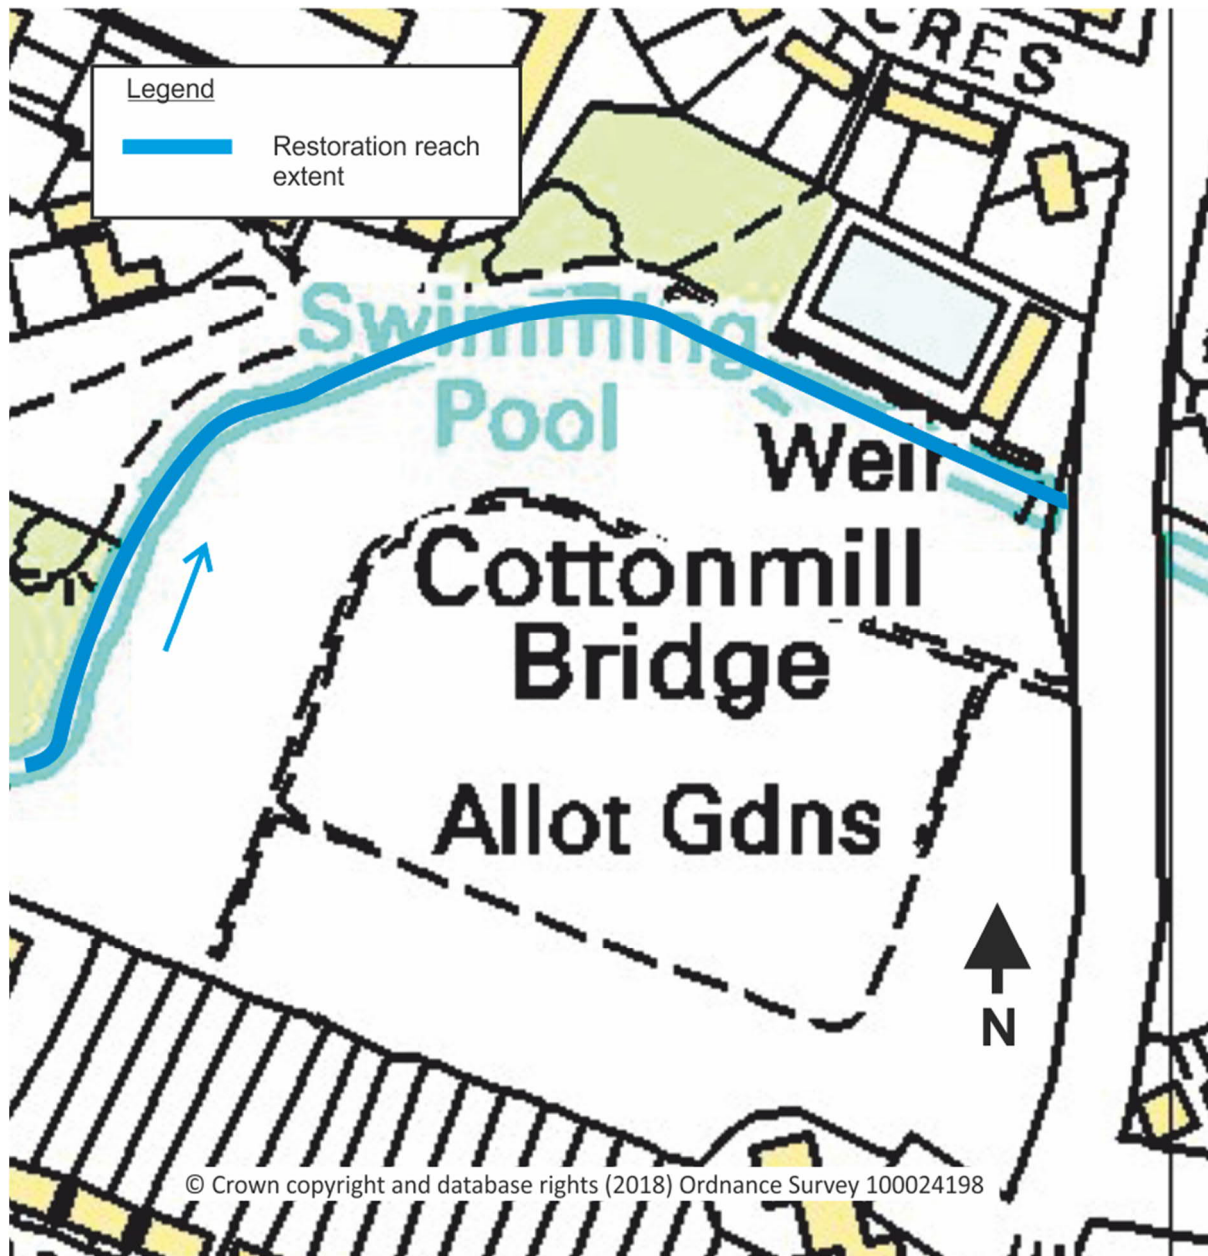 CRES
Legend
Restoration reach
extent
Swimming
Pool
Weir
Cottonmill
Bridge
Allot Gdns
N
© Crown copyright and database rights (2018) Ordnance Survey 100024198